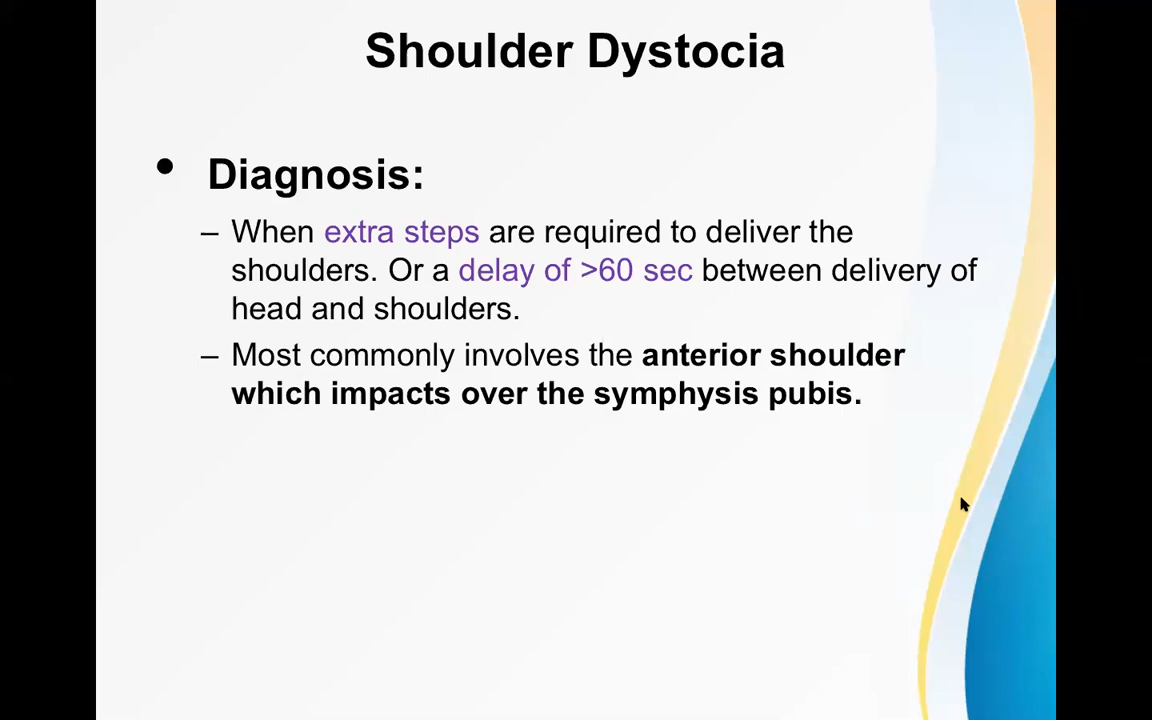 Shoulder Dystocia
• Diagnosis:
– When extra steps are required to deliver the
shoulders. Or a delay of >60 sec between delivery of
head and shoulders.
– Most commonly involves the anterior shoulder
which impacts over the symphysis pubis.